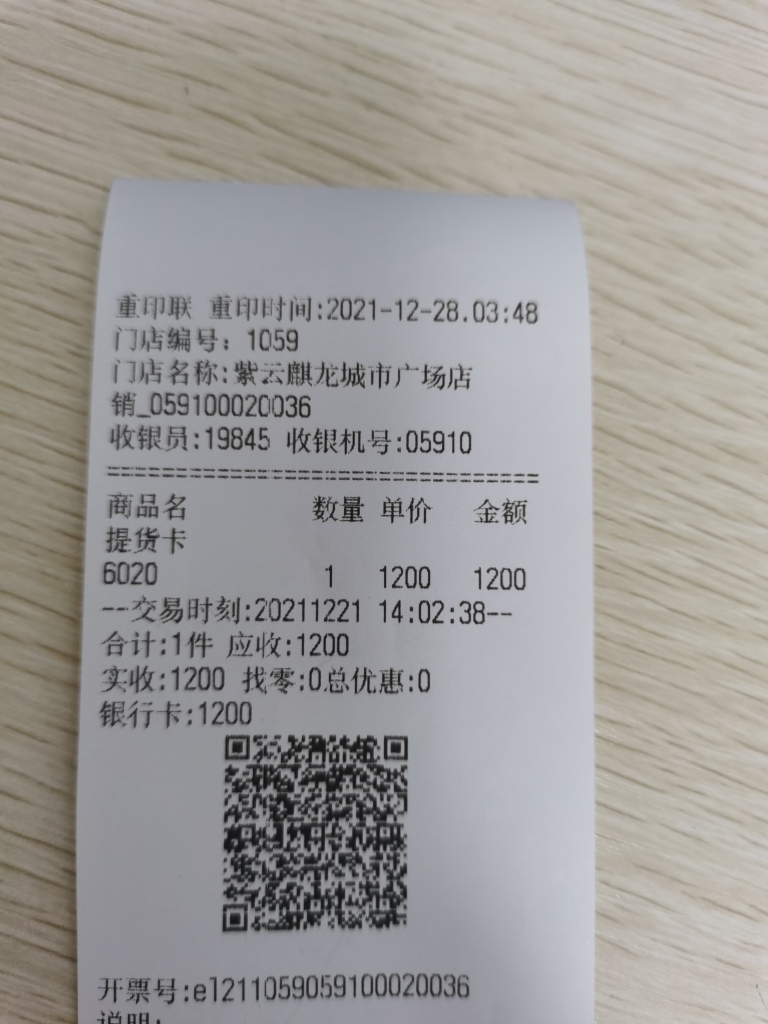 重印联 重印时间:2021-12-28.03:48
门店编号: 1059
门店名称:紫云麒龙城市广场店
销_059100020036
收银员:19845 收银机号:05910
==================================
商品名 数量 单价 金额
提货卡
6020 1 1200 1200
--交易时刻:20211221 14:02:38--
合计:1件 应收:1200
实收:1200 找零:0总优惠:0
银行卡:1200
开票号:el211059059100020036
说明: